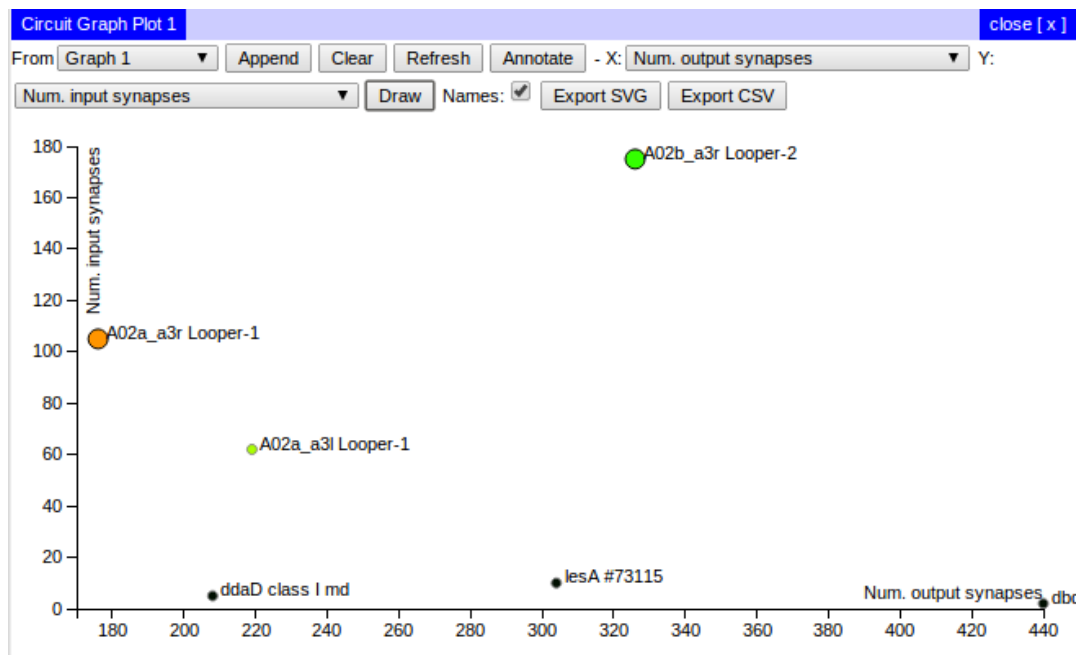 Circuit Graph Plot 1 close [ x ]
From Graph 1 Append Clear Refresh Annotate - X: Num. output synapses Y:
Num. input synapses Draw Names: Export SVG Export CSV
180
Num. input synapses
A02b_a3r Looper-2
160
140
120
A02a_a3r Looper-1
100
80
A02a_a3l Looper-1
60
40
20
lesA #73115
ddaD class I md
Num. output synapses
0
180 200 220 240 260 280 300 320 340 360 380 400 420 440